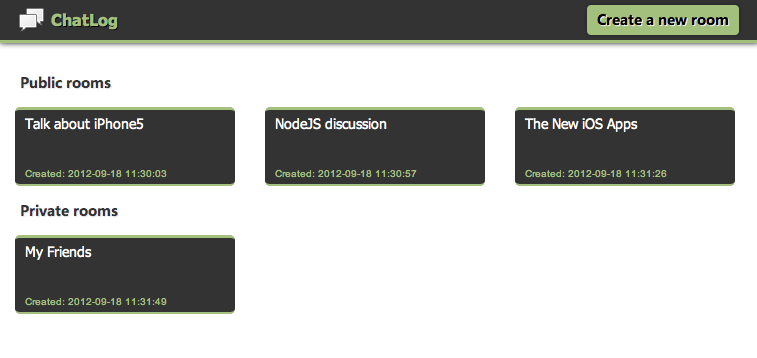 ChatLog
Create a new room
Public rooms
Talk about iPhone5
Created: 2012-09-18 11:30:03
NodeJS discussion
Created: 2012-09-18 11:30:57
The New iOS Apps
Created: 2012-09-18 11:31:26
Private rooms
My Friends
Created: 2012-09-18 11:31:49